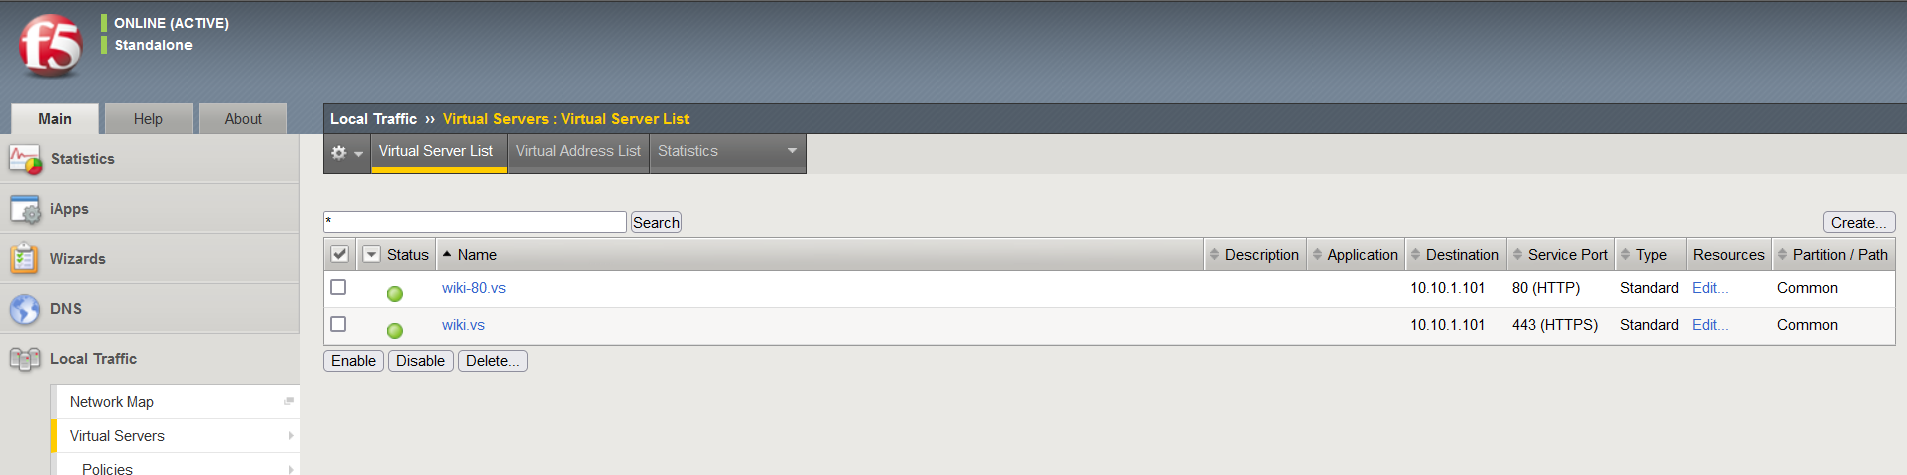 f5
ONLINE (ACTIVE)
Standalone
Main Help About
Local Traffic ›› Virtual Servers : Virtual Server List
Virtual Server List Virtual Address List Statistics
Statistics
iApps
Wizards
DNS
Local Traffic
Network Map
Virtual Servers
Policies
* Search Create...
Status Name Description Application Destination Service Port Type Resources Partition / Path
wiki-80.vs 10.10.1.101 80 (HTTP) Standard Edit... Common
wiki.vs 10.10.1.101 443 (HTTPS) Standard Edit... Common
Enable Disable Delete...